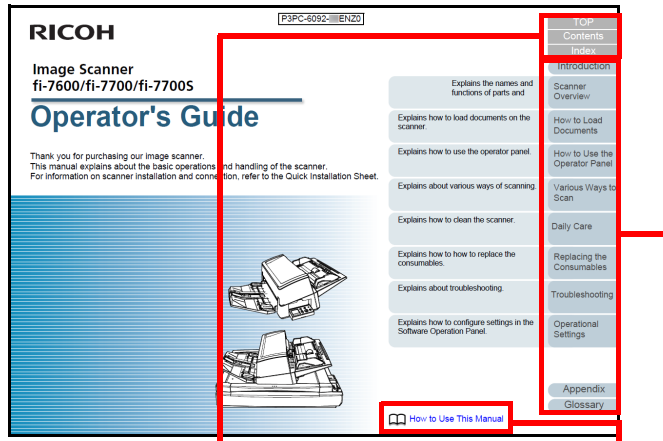 P3PC-6092-ENZ0
RICOH
TOP
Contents
Index
Introduction
Image Scanner
fi-7600/fi-7700/fi-7700S
Operator's Guide
Thank you for purchasing our image scanner.
This manual explains about the basic operations and handling of the scanner.
For information on scanner installation and connection, refer to the Quick Installation Sheet.
Explains the names and
functions of parts and
Scanner
Overview
Explains how to load documents on the
scanner.
How to Load
Documents
Explains how to use the operator panel.
How to Use the
Operator Panel
Explains about various ways of scanning.
Various Ways to
Scan
Explains how to clean the scanner.
Daily Care
Explains how to how to replace the
consumables.
Replacing the
Consumables
Explains about troubleshooting.
Troubleshooting
Explains how to configure settings in the
Software Operation Panel.
Operational
Settings
Appendix
Glossary
How to Use This Manual